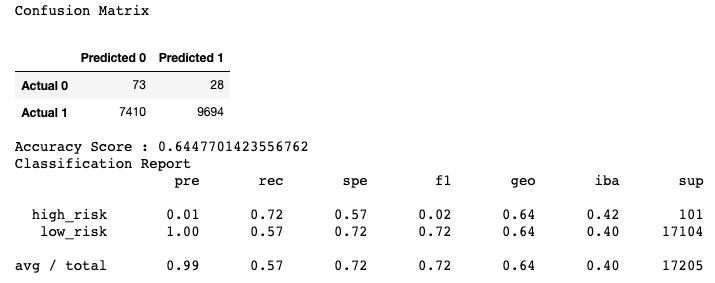 Confusion Matrix
Predicted 0 Predicted 1
Actual 0 73 28
Actual 1 7410 9694
Accuracy Score : 0.6447701423556762
Classification Report
pre rec spe f1 geo iba sup
high_risk 0.01 0.72 0.57 0.02 0.64 0.42 101
low_risk 1.00 0.57 0.72 0.72 0.64 0.40 17104
avg / total 0.99 0.57 0.72 0.72 0.64 0.40 17205